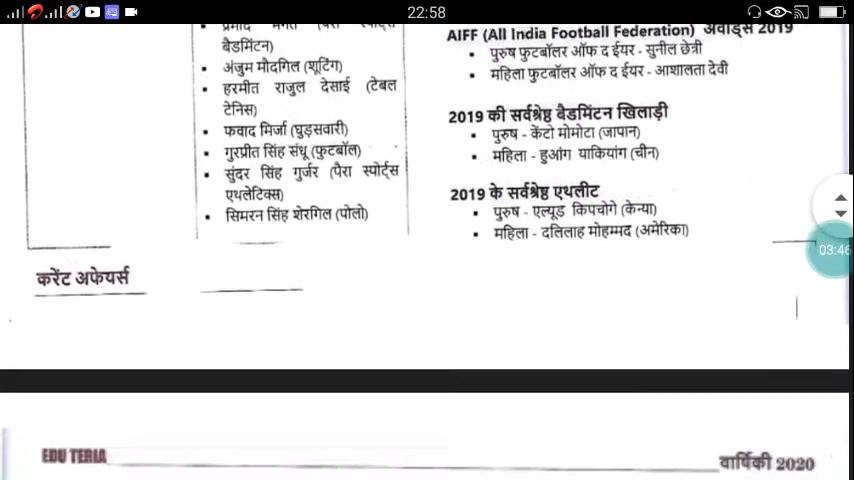 22:58
बैडमिंटन)
अंजुम मौदगिल (शूटिंग)
हरमीत राजुल देसाई (टेबल
टेनिस)
फवाद मिर्जा (घुड़सवारी)
गुरप्रीत सिंह संधू (फुटबॉल)
सुंदर सिंह गुर्जर (पैरा स्पोर्ट्स
एथलेटिक्स)
सिमरन सिंह शेरगिल (पोलो)
AIFF (All India Football Federation) अवॉर्ड्स 2019
पुरुष फुटबॉलर ऑफ द ईयर - सुनील छेत्री
महिला फुटबॉलर ऑफ द ईयर - आशालता देवी
2019 की सर्वश्रेष्ठ बैडमिंटन खिलाड़ी
पुरुष - केंटो मोमोटा (जापान)
महिला - हुआंग याकियांग (चीन)
2019 के सर्वश्रेष्ठ एथलीट
पुरुष - एल्यूड किपचोगे (केन्या)
महिला - दलिलाह मोहम्मद (अमेरिका)
03:46
करेंट अफेयर्स
EDU TERIA
वार्षिकी 2020